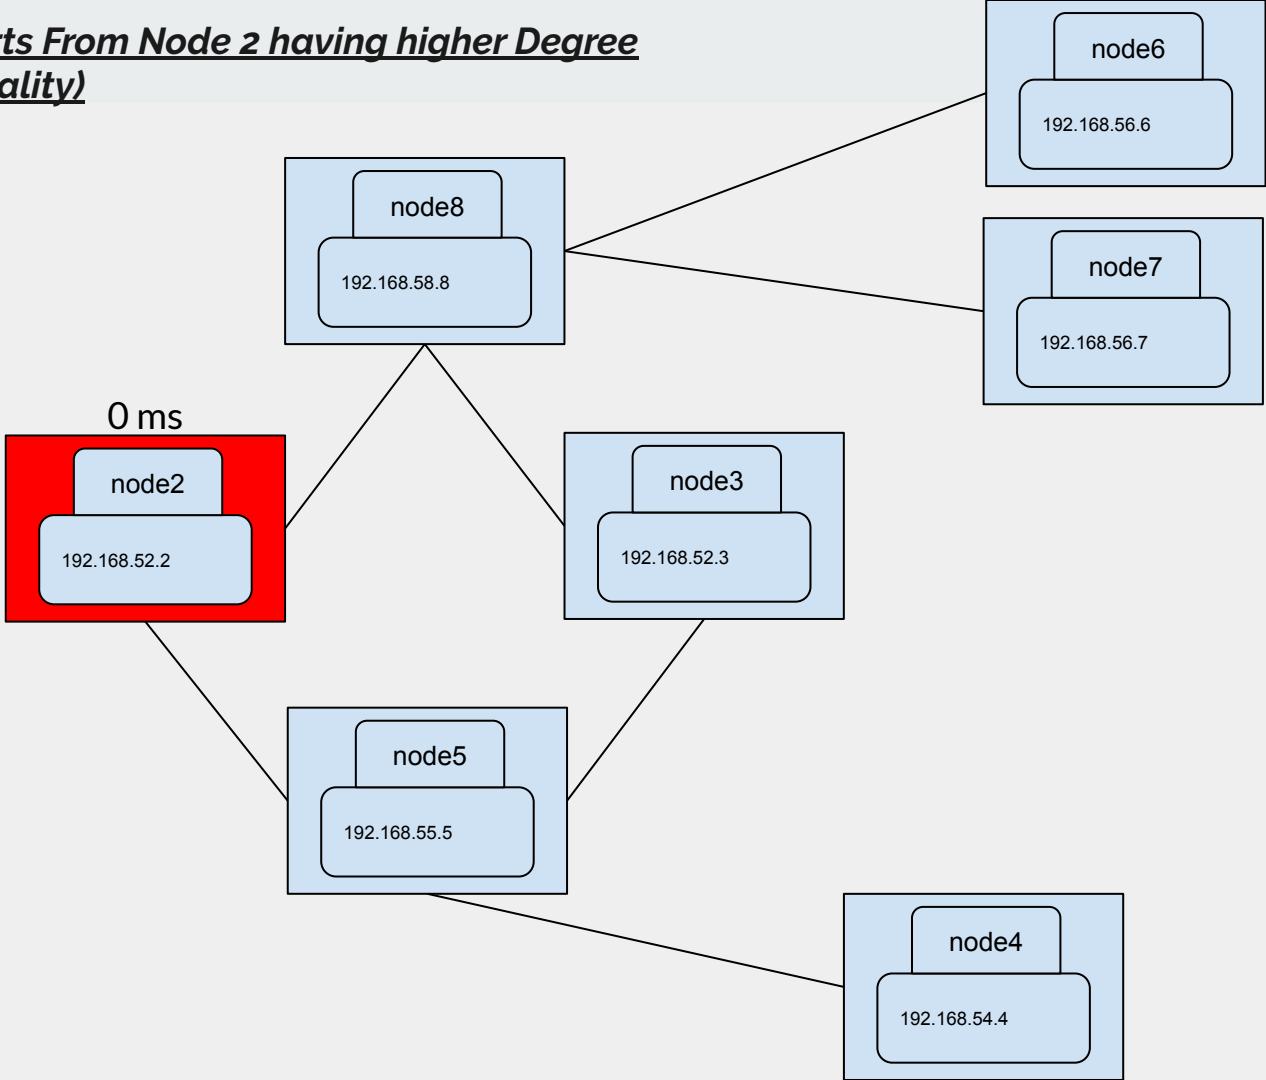 rts From Node 2 having higher Degree
ality)
node6
192.168.56.6
node8
192.168.58.8
node7
192.168.56.7
0 ms
node2
192.168.52.2
node3
192.168.52.3
node5
192.168.55.5
node4
192.168.54.4